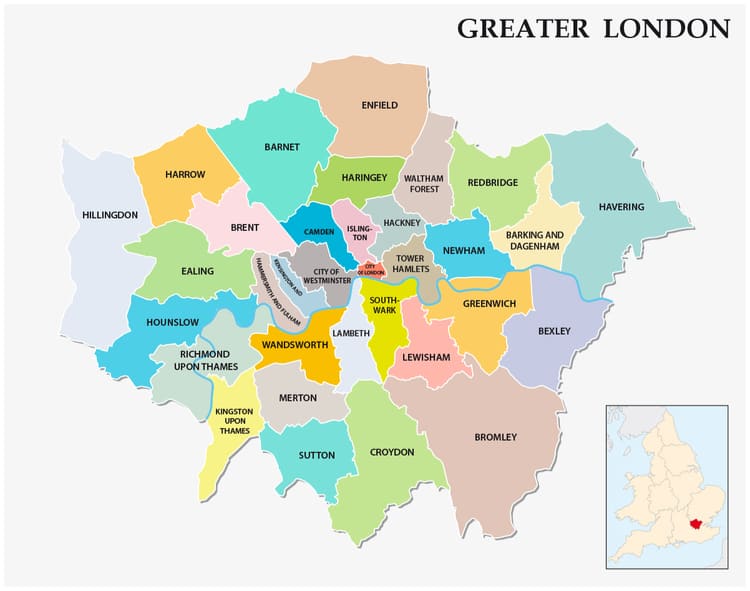 GREATER LONDON
ENFIELD
BARNET
HARROW
HARINGEY
WALTHAM
FOREST
REDBRIDGE
HAVERING
HILLINGDON
BRENT
CAMDEN
ISLING-
TON
HACKNEY
BARKING AND
DAGENHAM
NEWHAM
EALING
HAMMERSMITH AND FULHAM
KENSINGTON AND
CITY OF
WESTMINSTER
CITY
OF LONDON
TOWER
HAMLETS
HOUNSLOW
SOUTH-
WARK
GREENWICH
BEXLEY
RICHMOND
UPON THAMES
WANDSWORTH
LAMBETH
LEWISHAM
KINGSTON
UPON
THAMES
MERTON
SUTTON
CROYDON
BROMLEY